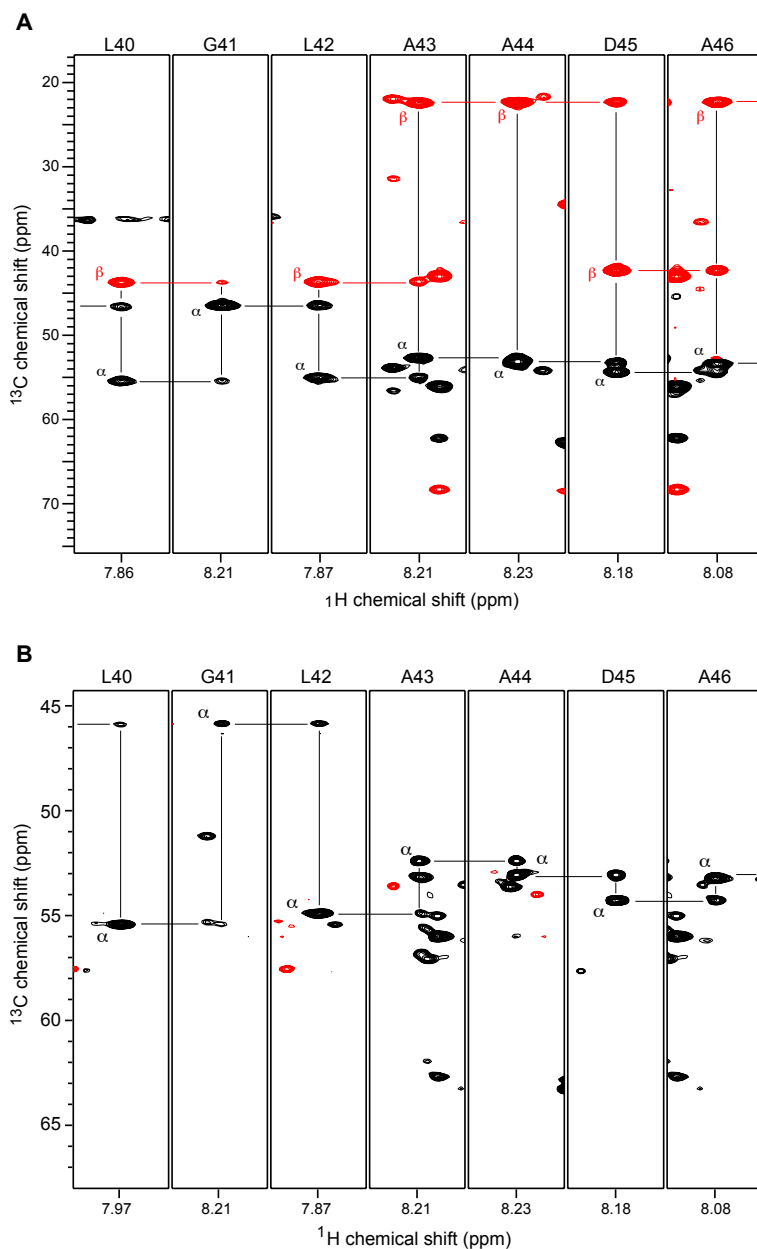 A
L40 G41 L42 A43 A44 D45 A46
20
30
40
50
60
70
13C chemical shift (ppm)
β β β β β β
α α α α α α α
7.86 8.21 7.87 8.21 8.23 8.18 8.08
1H chemical shift (ppm)
B
L40 G41 L42 A43 A44 D45 A46
45
50
55
60
65
13C chemical shift (ppm)
α α α α α α α
7.97 8.21 7.87 8.21 8.23 8.18 8.08
1H chemical shift (ppm)